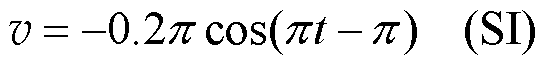 v = −0.2π cos(πt − π) (SI)